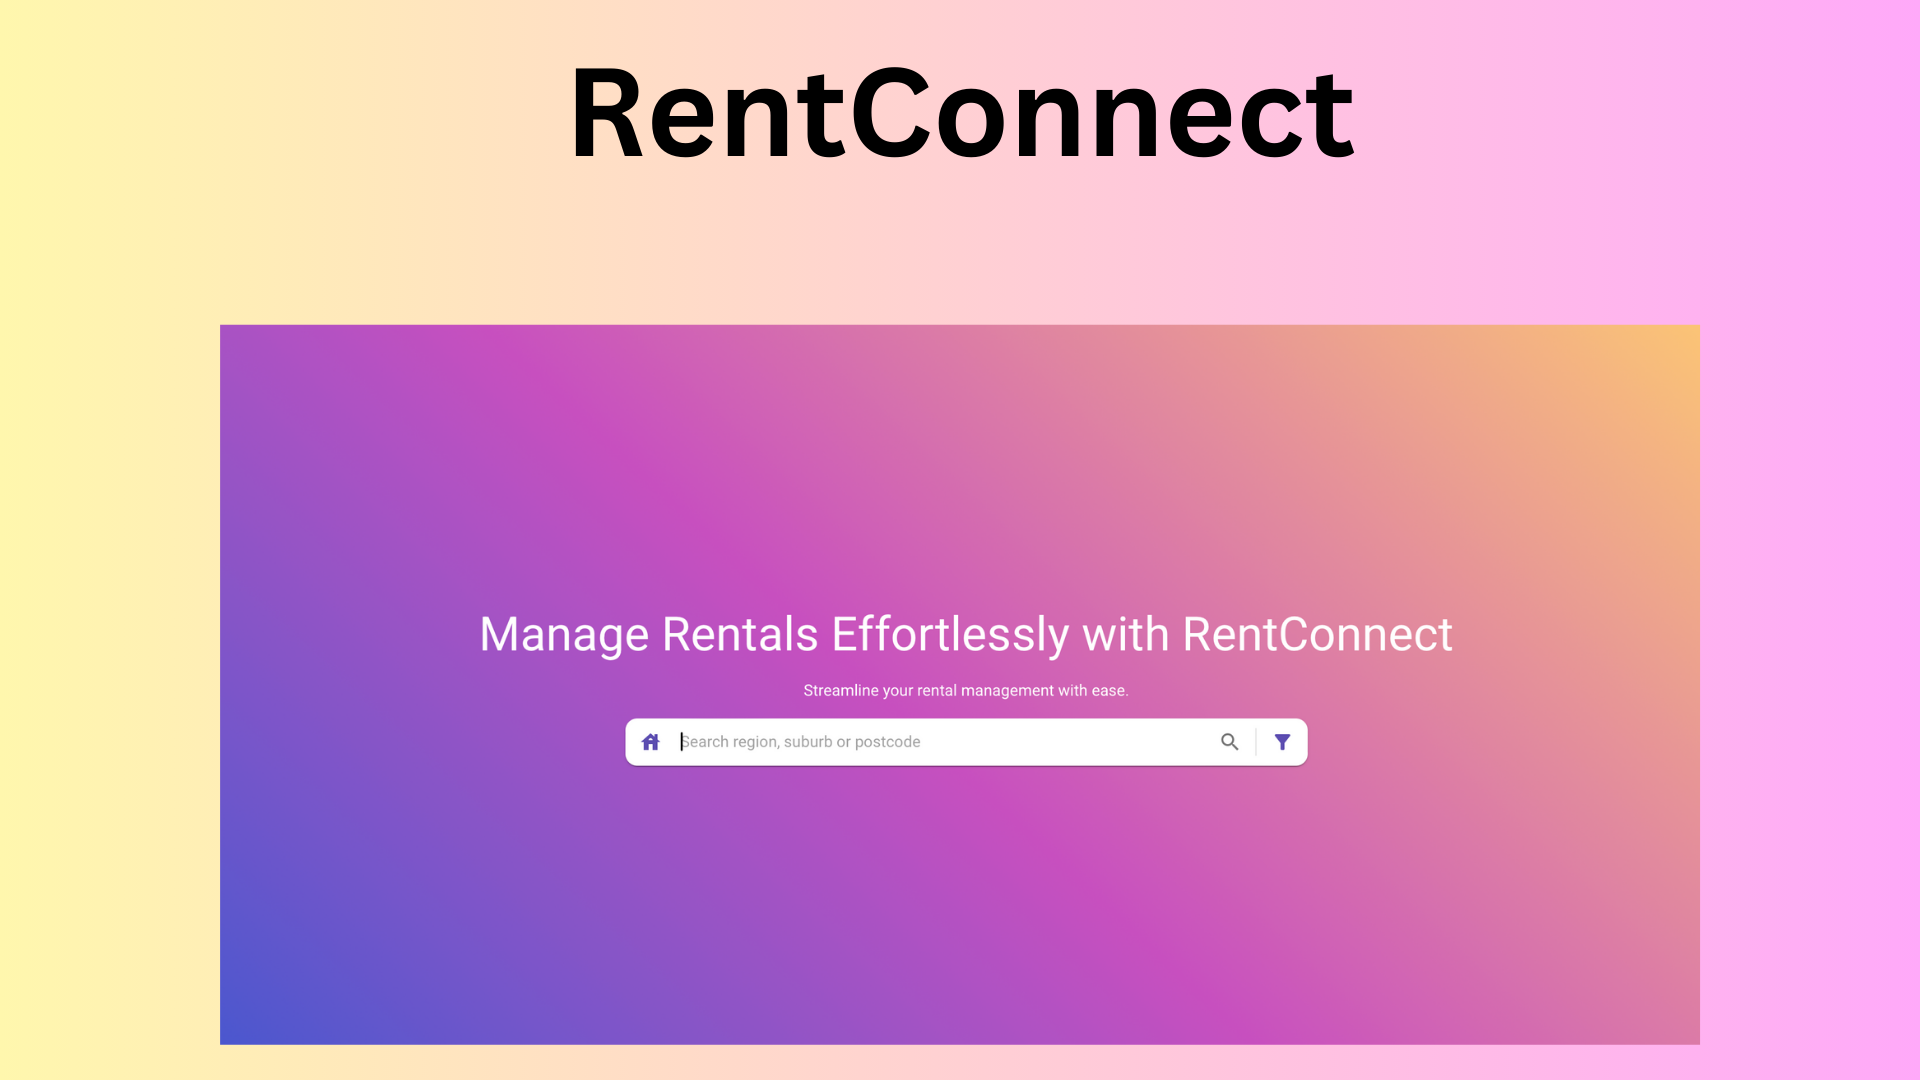 RentConnect
Manage Rentals Effortlessly with RentConnect
Streamline your rental management with ease.
Search region, suburb or postcode